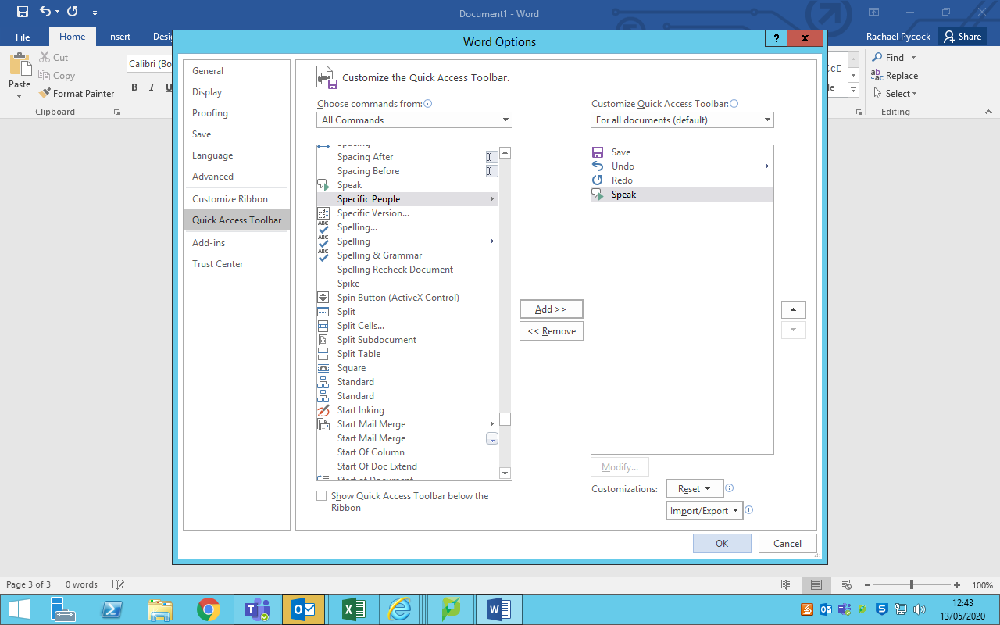 Document1 - Word
File
Home
Insert
Rachael Pycock
Share
Cut
Copy
Paste
Format Painter
Clipboard
Calibri (Bo
B I U
Find
Replace
Select
Editing
Word Options
?
General
Display
Proofing
Save
Language
Advanced
Customize Ribbon
Quick Access Toolbar
Add-ins
Trust Center
Customize the Quick Access Toolbar.
Choose commands from:
All Commands
Spacing
Spacing After
Spacing Before
Speak
Specific People
Specific Version...
Spelling...
Spelling
Spelling & Grammar
Spelling Recheck Document
Spike
Spin Button (ActiveX Control)
Split
Split Cells...
Split Subdocument
Split Table
Square
Standard
Standard
Start Inking
Start Mail Merge
Start Mail Merge
Start Of Column
Start Of Doc Extend
Start of Document
Show Quick Access Toolbar below the
Ribbon
Add >>
<< Remove
Customize Quick Access Toolbar:
For all documents (default)
Save
Undo
Redo
Speak
Modify...
Customizations:
Reset
Import/Export
OK
Cancel
Page 3 of 3
0 words
100%
12:43
13/05/2020